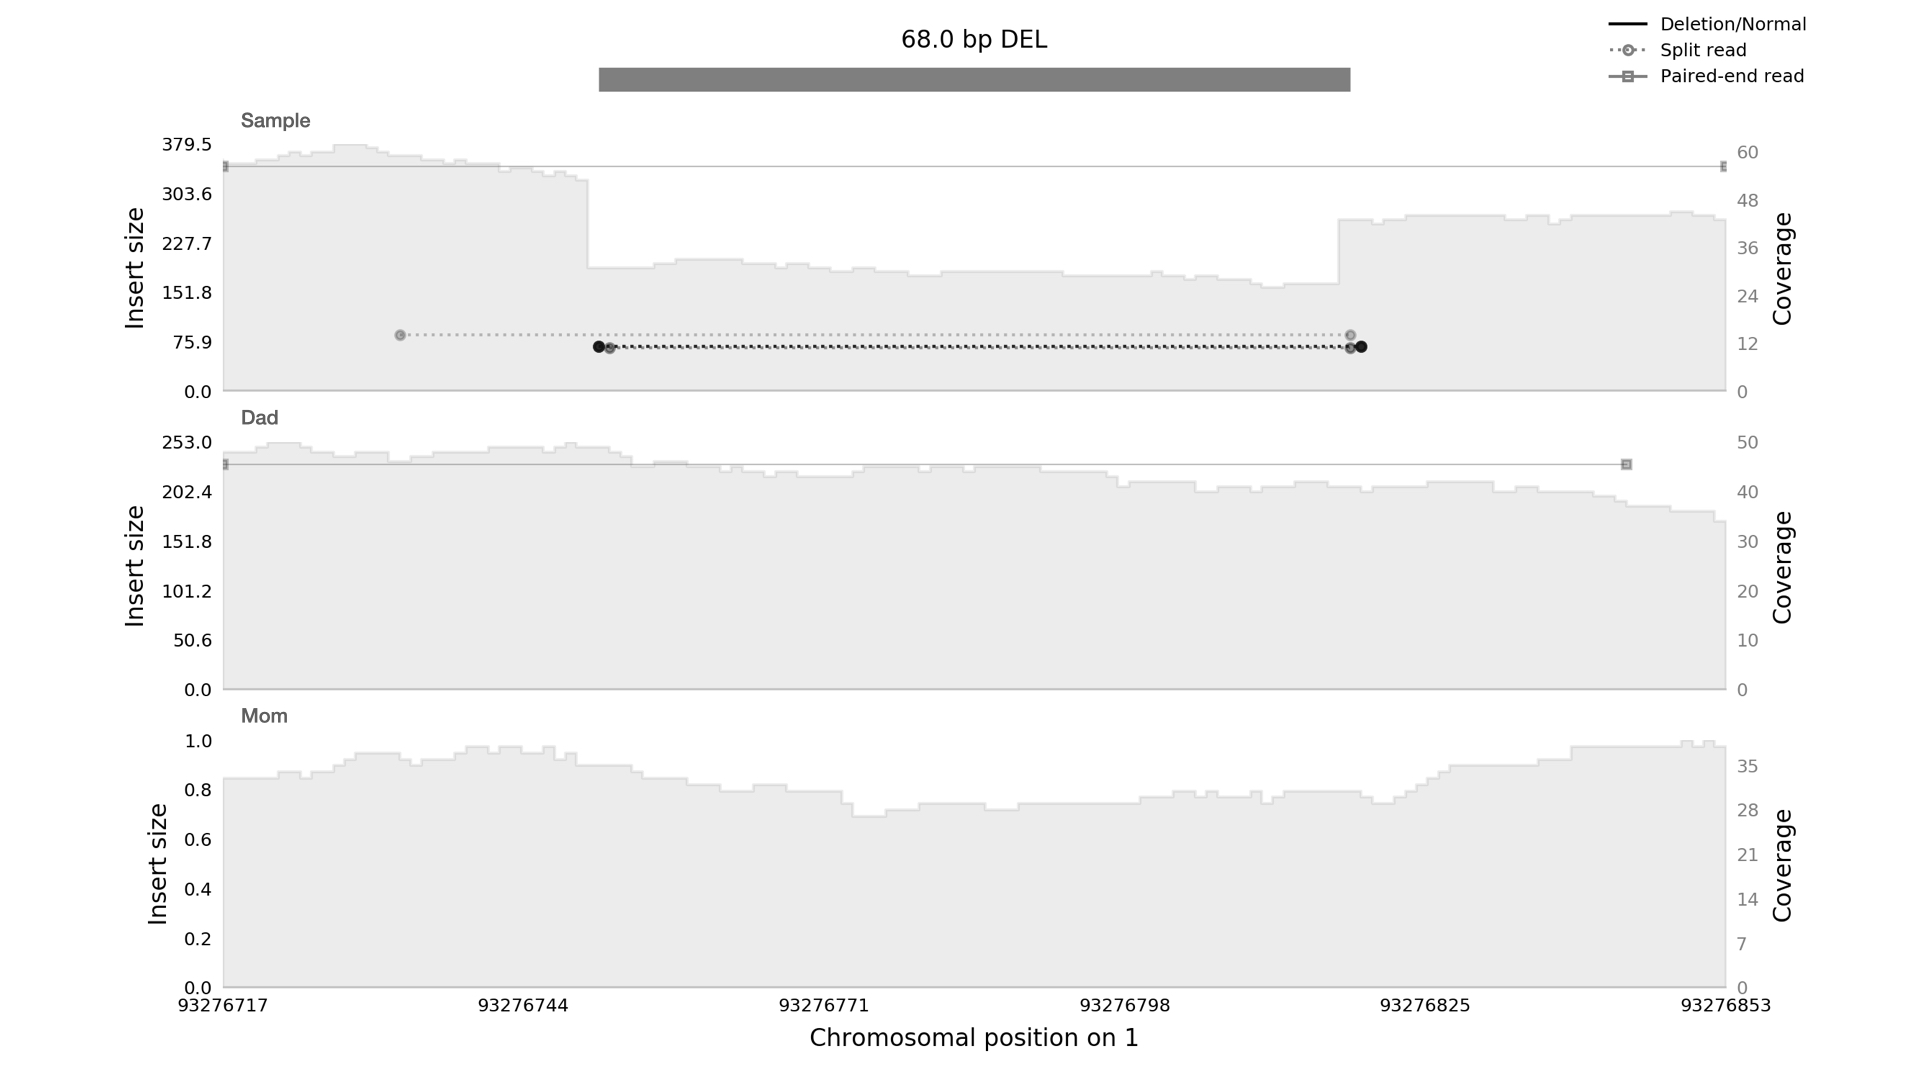 68.0 bp DEL
Deletion/Normal
Split read
Paired-end read
Sample
379.5
303.6
227.7
151.8
75.9
0.0
Insert size
60
48
36
24
12
0
Coverage
Dad
253.0
202.4
151.8
101.2
50.6
0.0
Insert size
50
40
30
20
10
0
Coverage
Mom
1.0
0.8
0.6
0.4
0.2
0.0
Insert size
35
28
21
14
7
0
Coverage
93276717 93276744 93276771 93276798 93276825 93276853
Chromosomal position on 1